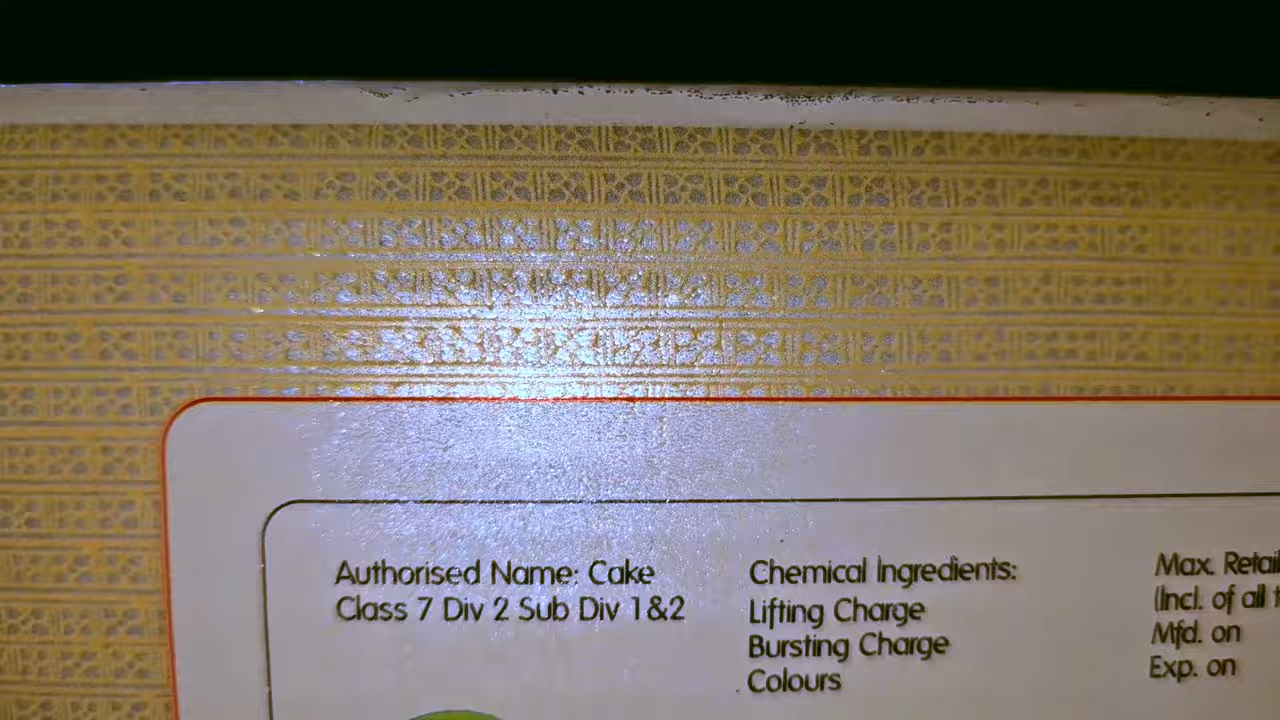 Authorised Name: Cake
Class 7 Div 2 Sub Div 1&2
Chemical Ingredients:
Lifting Charge
Bursting Charge
Colours
Max. Retail
(Incl. of all
Mfd. on
Exp. on